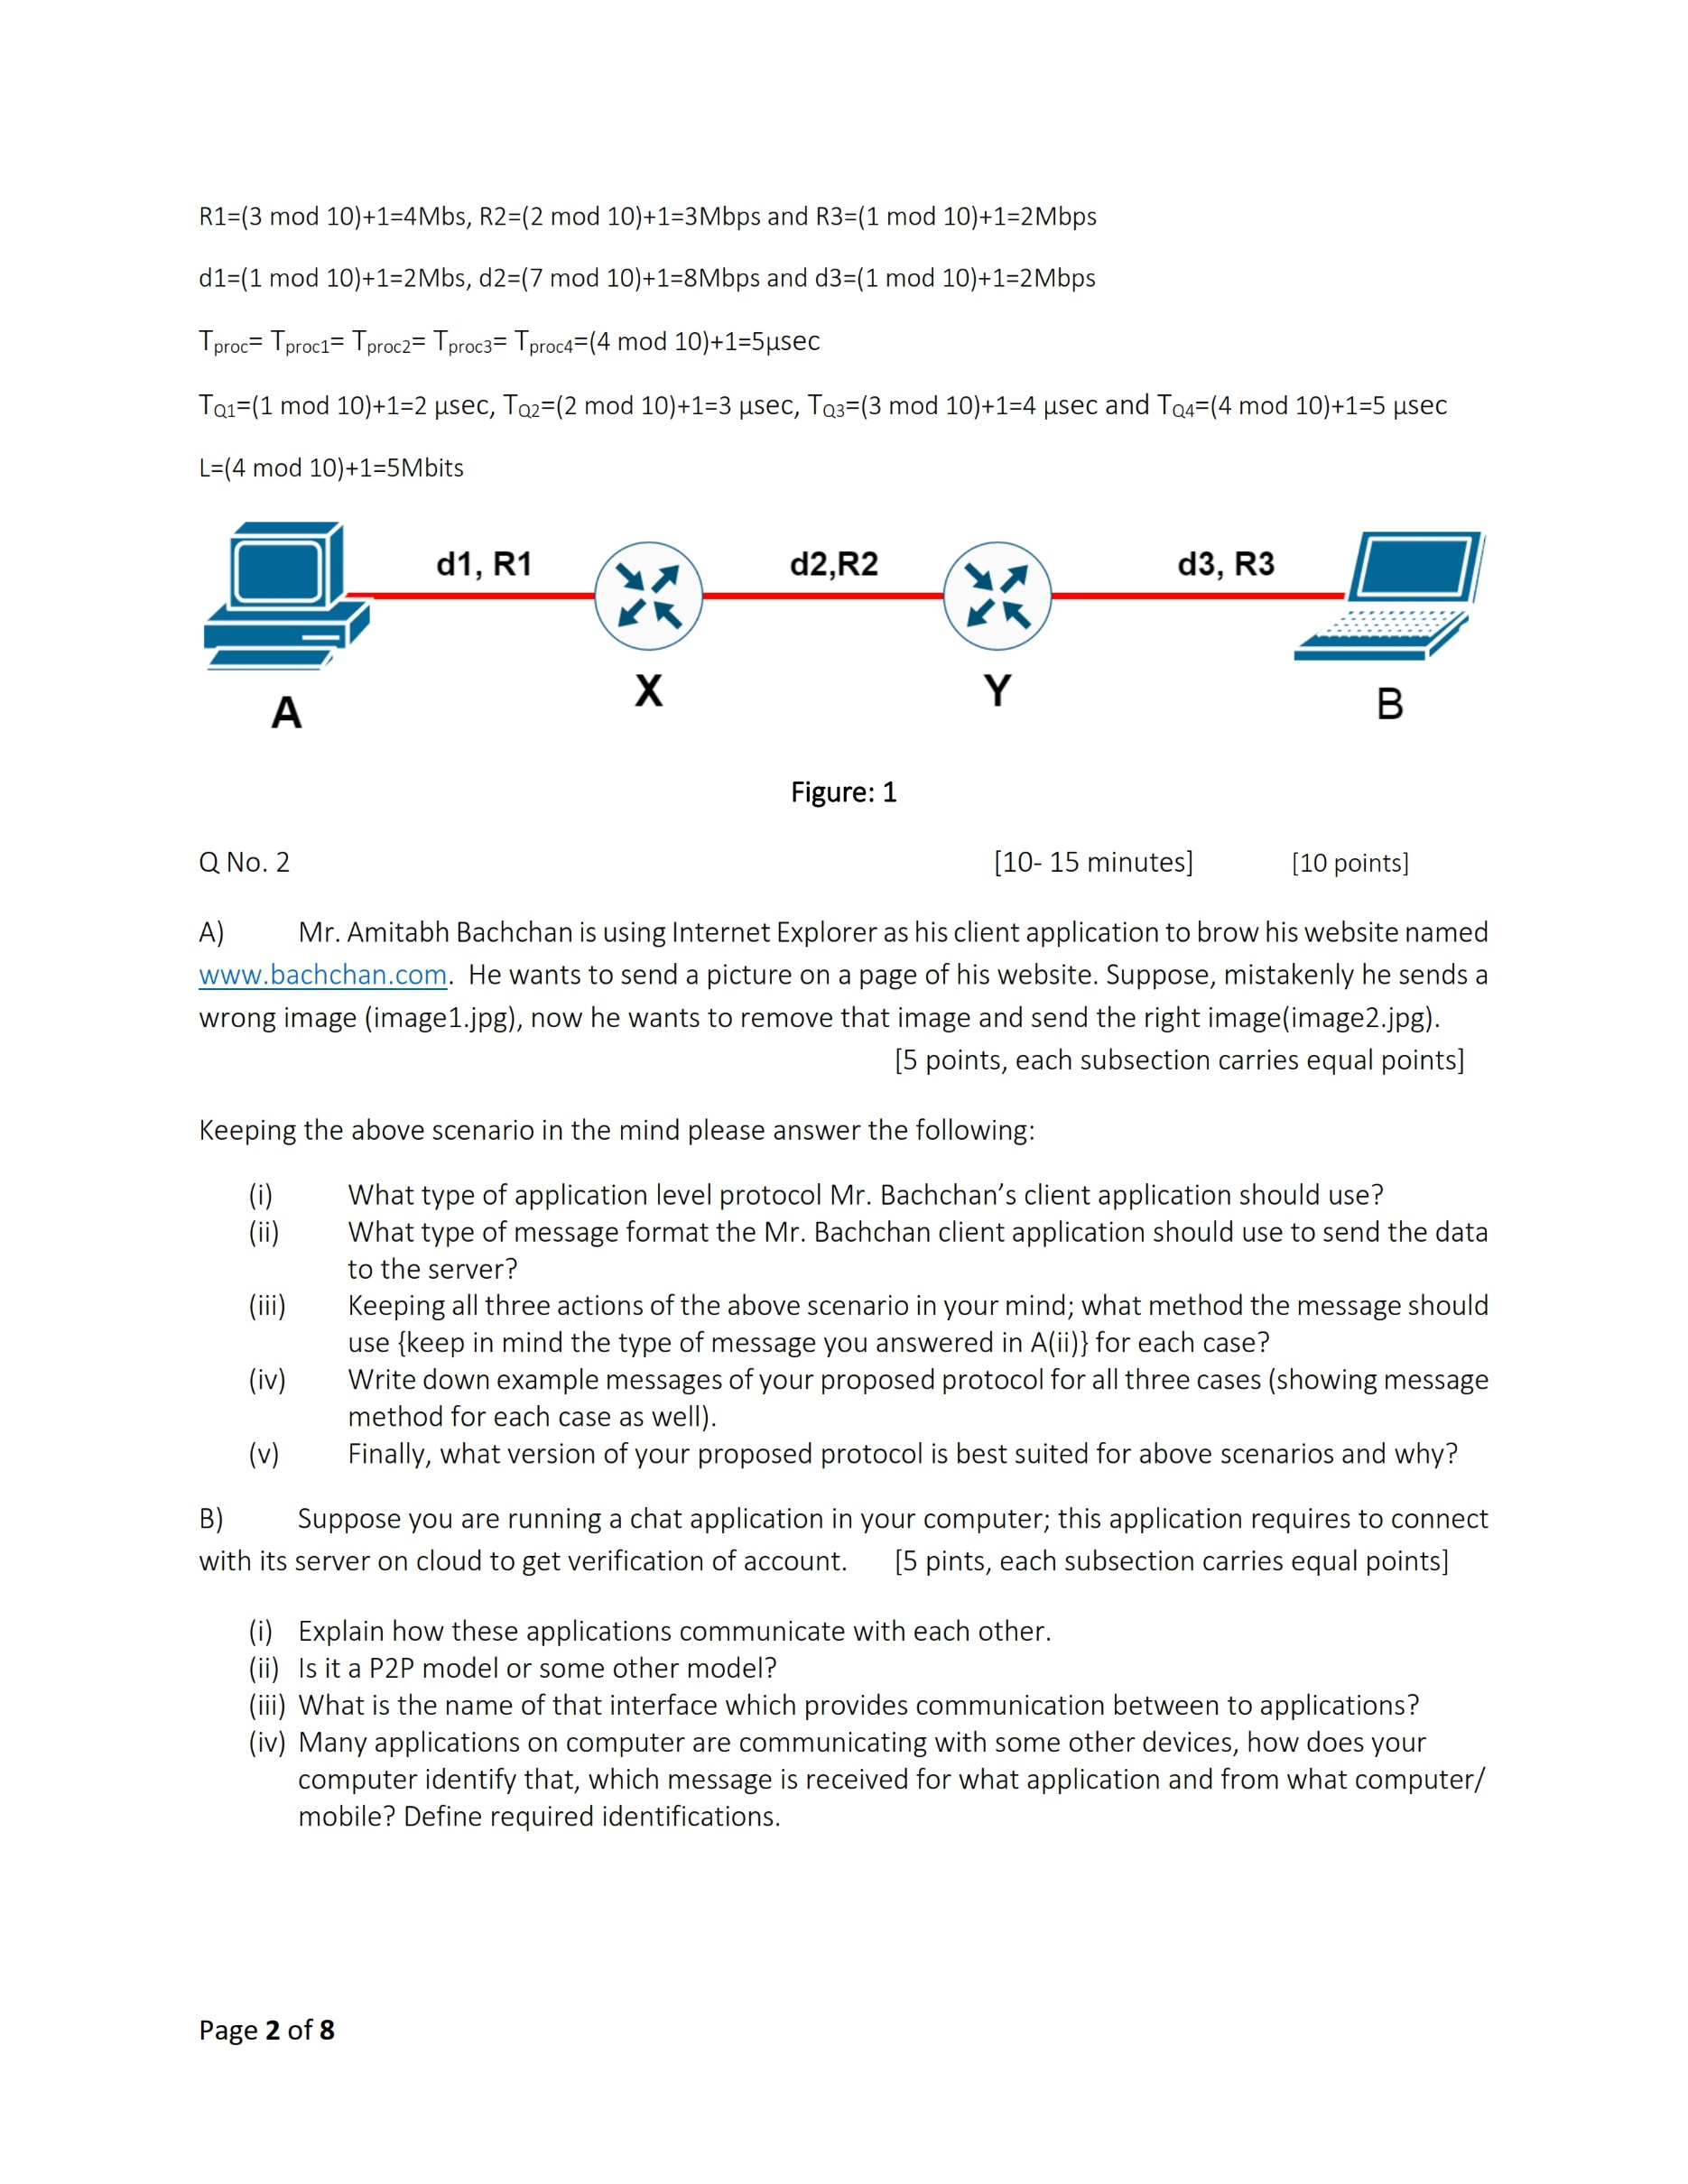 R1=(3 mod 10)+1=4Mbs, R2=(2 mod 10)+1=3Mbps and R3=(1 mod 10)+1=2Mbps
d1=(1 mod 10)+1=2Mbs, d2=(7 mod 10)+1=8Mbps and d3=(1 mod 10)+1=2Mbps
Tproc= Tproc1= Tproc2= Tproc3= Tproc4=(4 mod 10)+1=5µsec
TQ1=(1 mod 10)+1=2 µsec, TQ2=(2 mod 10)+1=3 µsec, TQ3=(3 mod 10)+1=4 µsec and TQ4=(4 mod 10)+1=5 µsec
L=(4 mod 10)+1=5Mbits
d1, R1
d2,R2
d3, R3
A
X
Y
B
Figure: 1
Q No. 2 [10- 15 minutes] [10 points]
A) Mr. Amitabh Bachchan is using Internet Explorer as his client application to brow his website named
www.bachchan.com. He wants to send a picture on a page of his website. Suppose, mistakenly he sends a
wrong image (image1.jpg), now he wants to remove that image and send the right image(image2.jpg).
[5 points, each subsection carries equal points]
Keeping the above scenario in the mind please answer the following:
(i) What type of application level protocol Mr. Bachchan’s client application should use?
(ii) What type of message format the Mr. Bachchan client application should use to send the data
to the server?
(iii) Keeping all three actions of the above scenario in your mind; what method the message should
use {keep in mind the type of message you answered in A(ii)} for each case?
(iv) Write down example messages of your proposed protocol for all three cases (showing message
method for each case as well).
(v) Finally, what version of your proposed protocol is best suited for above scenarios and why?
B) Suppose you are running a chat application in your computer; this application requires to connect
with its server on cloud to get verification of account. [5 pints, each subsection carries equal points]
(i) Explain how these applications communicate with each other.
(ii) Is it a P2P model or some other model?
(iii) What is the name of that interface which provides communication between to applications?
(iv) Many applications on computer are communicating with some other devices, how does your
computer identify that, which message is received for what application and from what computer/
mobile? Define required identifications.
Page 2 of 8